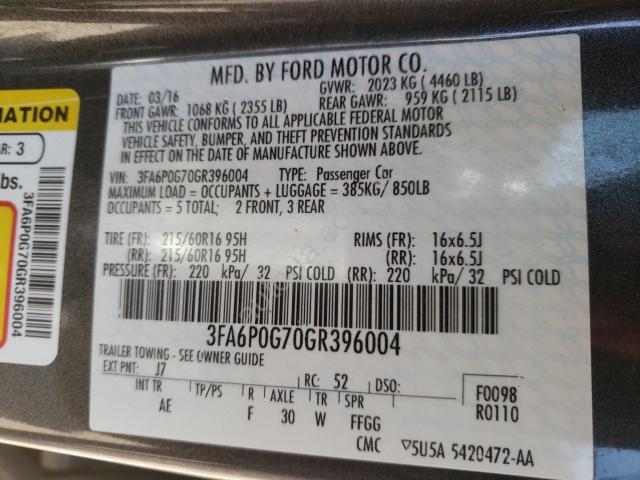 MFD. BY FORD MOTOR CO.
DATE: 03/16 GVWR: 2023 KG ( 4460 LB)
FRONT GAWR: 1068 KG ( 2355 LB) REAR GAWR: 959 KG ( 2115 LB)
THIS VEHICLE CONFORMS TO ALL APPLICABLE FEDERAL MOTOR
VEHICLE SAFETY, BUMPER, AND THEFT PREVENTION STANDARDS
IN EFFECT ON THE DATE OF MANUFACTURE SHOWN ABOVE.
VIN: 3FA6P0G70GR396004 TYPE: Passenger Car
MAXIMUM LOAD = OCCUPANTS + LUGGAGE = 385KG/ 850LB
OCCUPANTS = 5 TOTAL; 2 FRONT, 3 REAR
TIRE (FR): 215/60R16 95H RIMS (FR): 16x6.5J
(RR): 215/60R16 95H (RR): 16x6.5J
PRESSURE (FR): 220 kPa/ 32 PSI COLD (RR): 220 kPa/ 32 PSI COLD
3FA6P0G70GR396004
TRAILER TOWING - SEE OWNER GUIDE
EXT PNT: J7 RC: 52 DSO: F0098
INT TR TP/PS R AXLE TR SPR R0110
AE F 30 W FFGG
CMC ▽5U5A 5420472-AA
MATION
R: 3
lbs.
3FA6P0G70GR396004